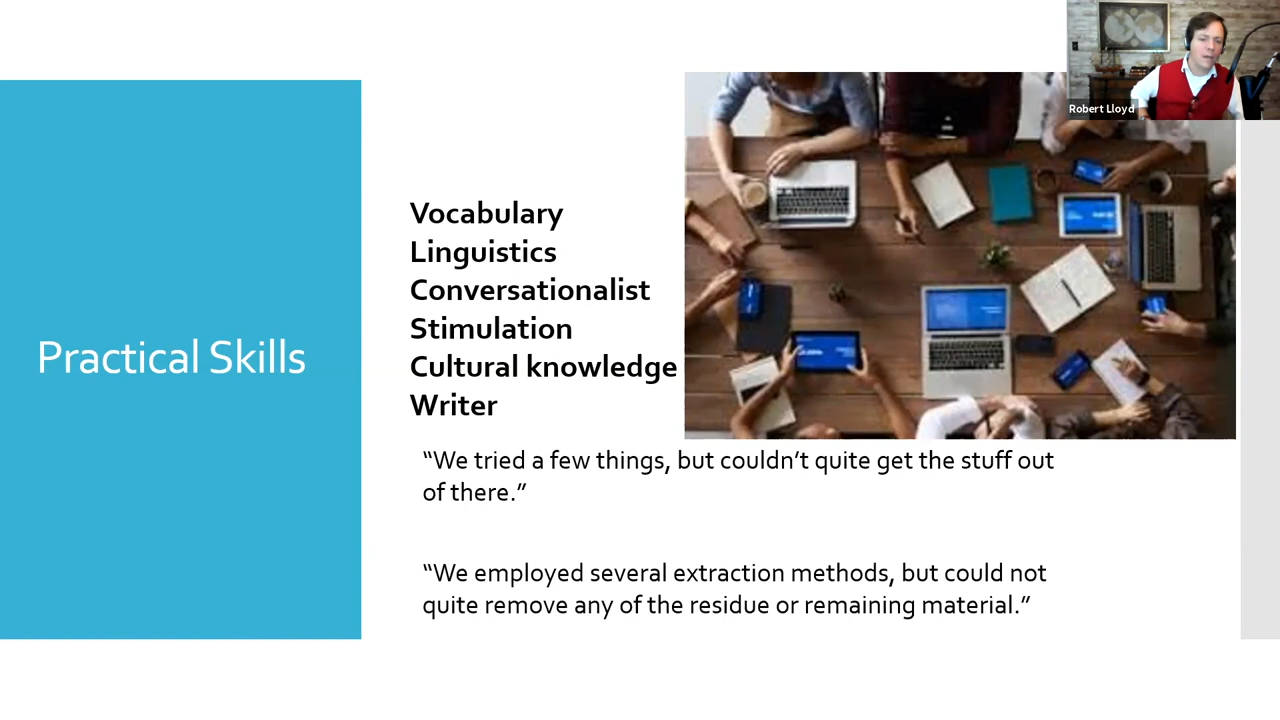 Robert Lloyd
Practical Skills
Vocabulary
Linguistics
Conversationalist
Stimulation
Cultural knowledge
Writer
“We tried a few things, but couldn’t quite get the stuff out
of there.”
“We employed several extraction methods, but could not
quite remove any of the residue or remaining material.”